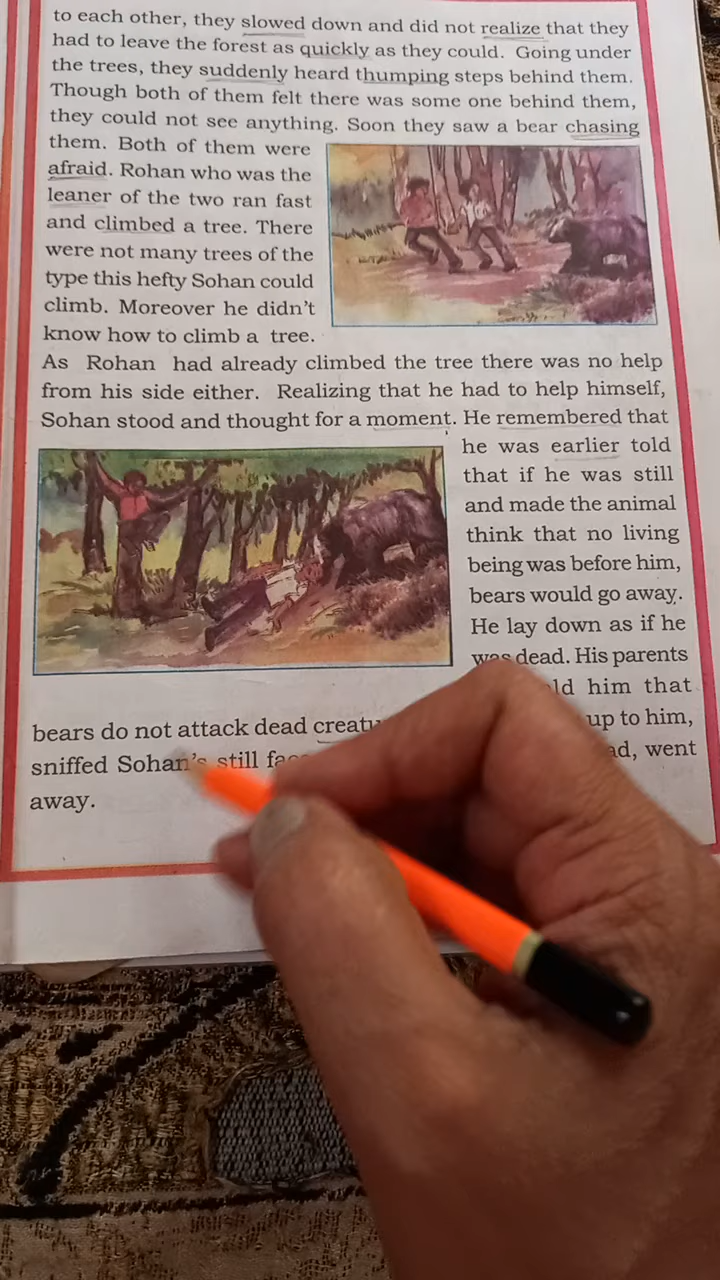 to each other, they slowed down and did not realize that they
had to leave the forest as quickly as they could. Going under
the trees, they suddenly heard thumping steps behind them.
Though both of them felt there was some one behind them,
they could not see anything. Soon they saw a bear chasing
them. Both of them were
afraid. Rohan who was the
leaner of the two ran fast
and climbed a tree. There
were not many trees of the
type this hefty Sohan could
climb. Moreover he didn't
know how to climb a tree.
As Rohan had already climbed the tree there was no help
from his side either. Realizing that he had to help himself,
Sohan stood and thought for a moment. He remembered that
he was earlier told
that if he was still
and made the animal
think that no living
being was before him,
bears would go away.
He lay down as if he
was dead. His parents
him that
bears do not attack dead up to him,
sniffed Sohan's still went
away.